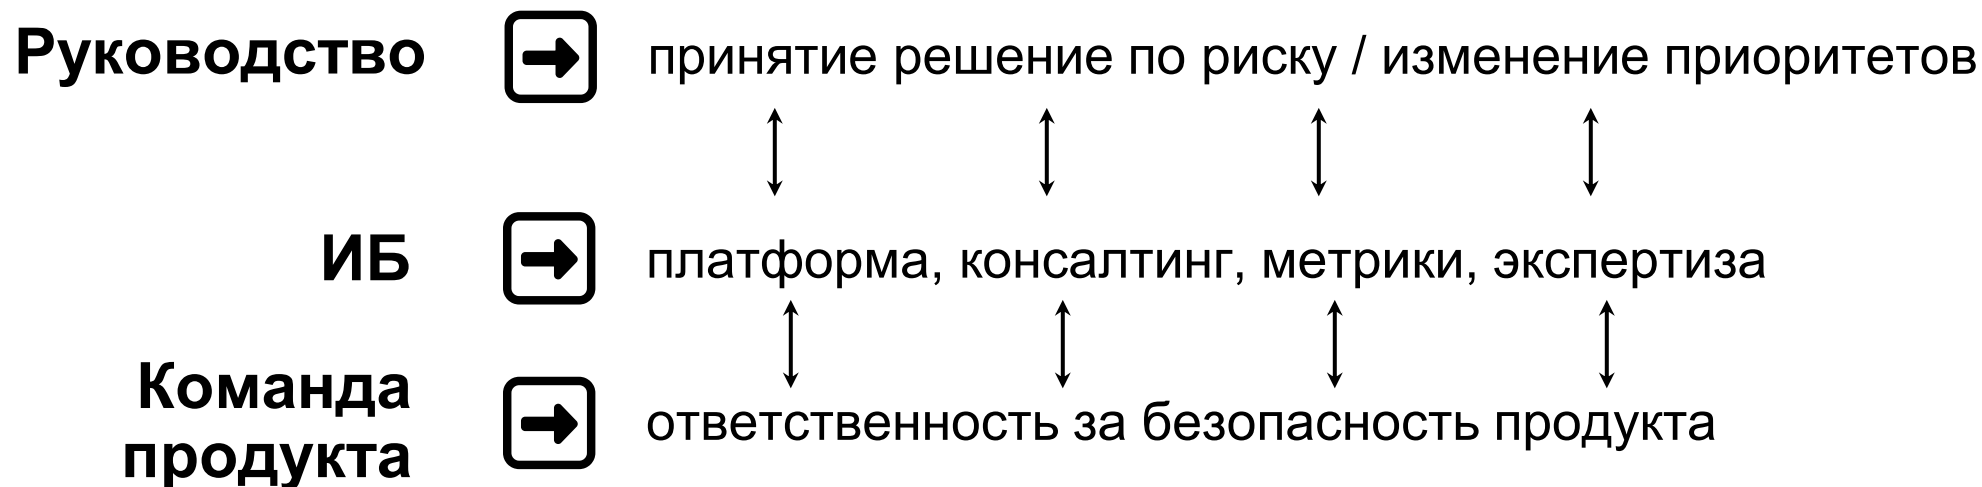 Руководство принятие решение по риску / изменение приоритетов
ИБ платформа, консалтинг, метрики, экспертиза
Команда
продукта
ответственность за безопасность продукта